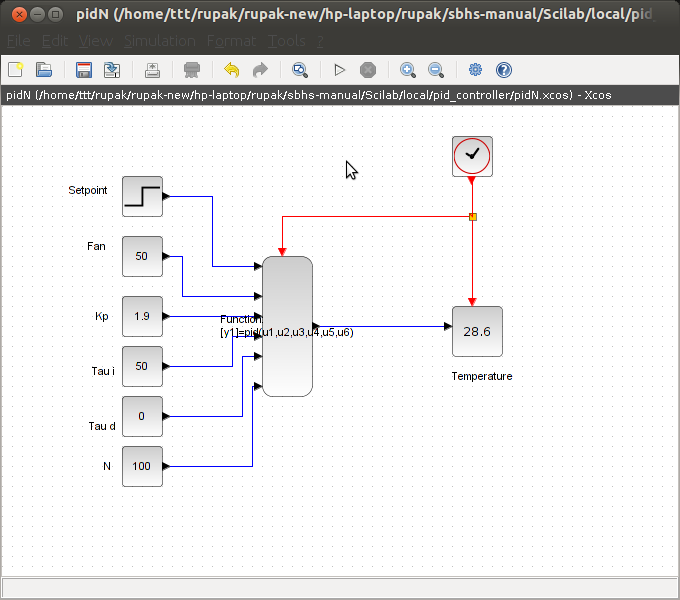 pidN (/home/ttt/rupak/rupak-new/hp-laptop/rupak/sbhs-manual/Scilab/local/pid_
File Edit View Simulation Format Tools ?
pidN (/home/ttt/rupak/rupak-new/hp-laptop/rupak/sbhs-manual/Scilab/local/pid_controller/pidN.xcos) - Xcos
Setpoint
Fan
50
Kp
1.9
Function
[y1]=pid(u1,u2,u3,u4,u5,u6)
28.6
Temperature
Tau i
50
Tau d
0
N
100